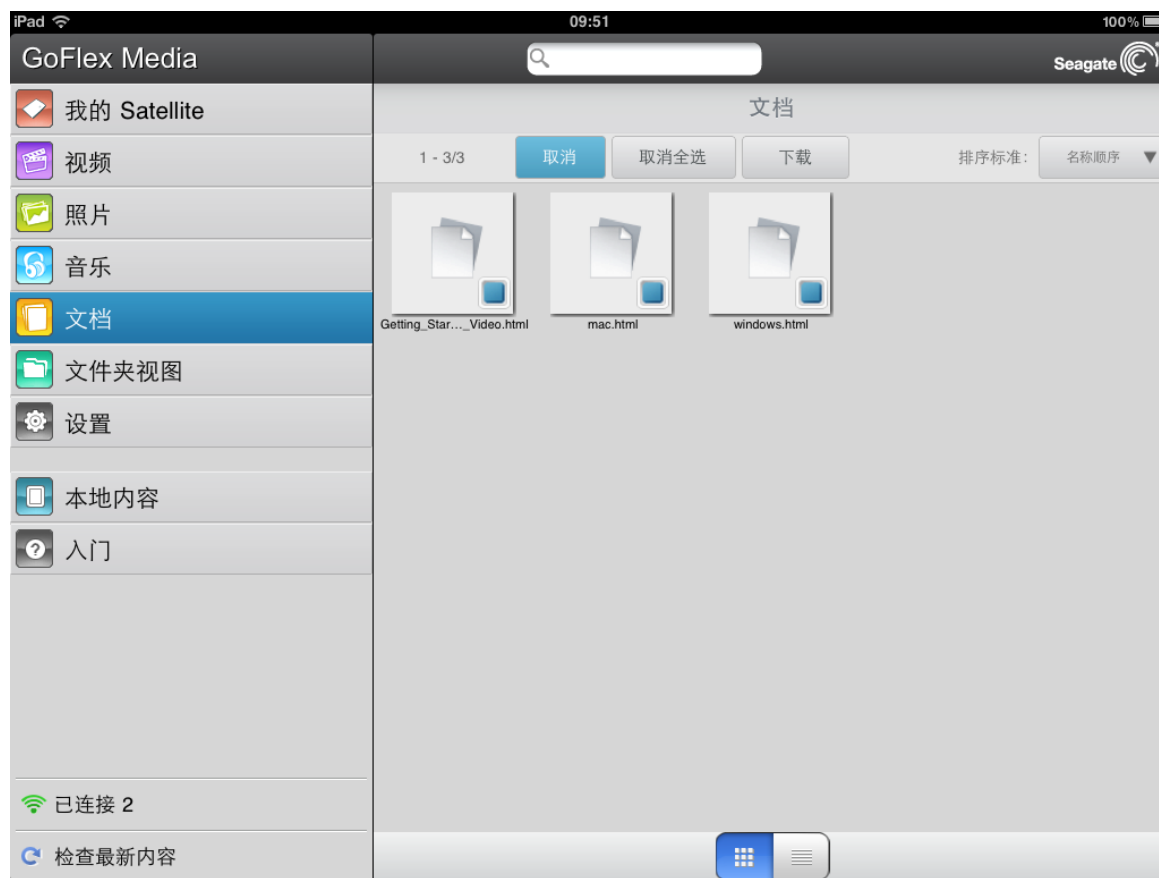 iPad 09:51 100%
GoFlex Media
Seagate
我的 Satellite
视频
照片
音乐
文档
文件夹视图
设置
本地内容
入门
已连接 2
检查最新内容
文档
1 - 3/3 取消 取消全选 下载 排序标准: 名称顺序
Getting_Star..._Video.html mac.html windows.html